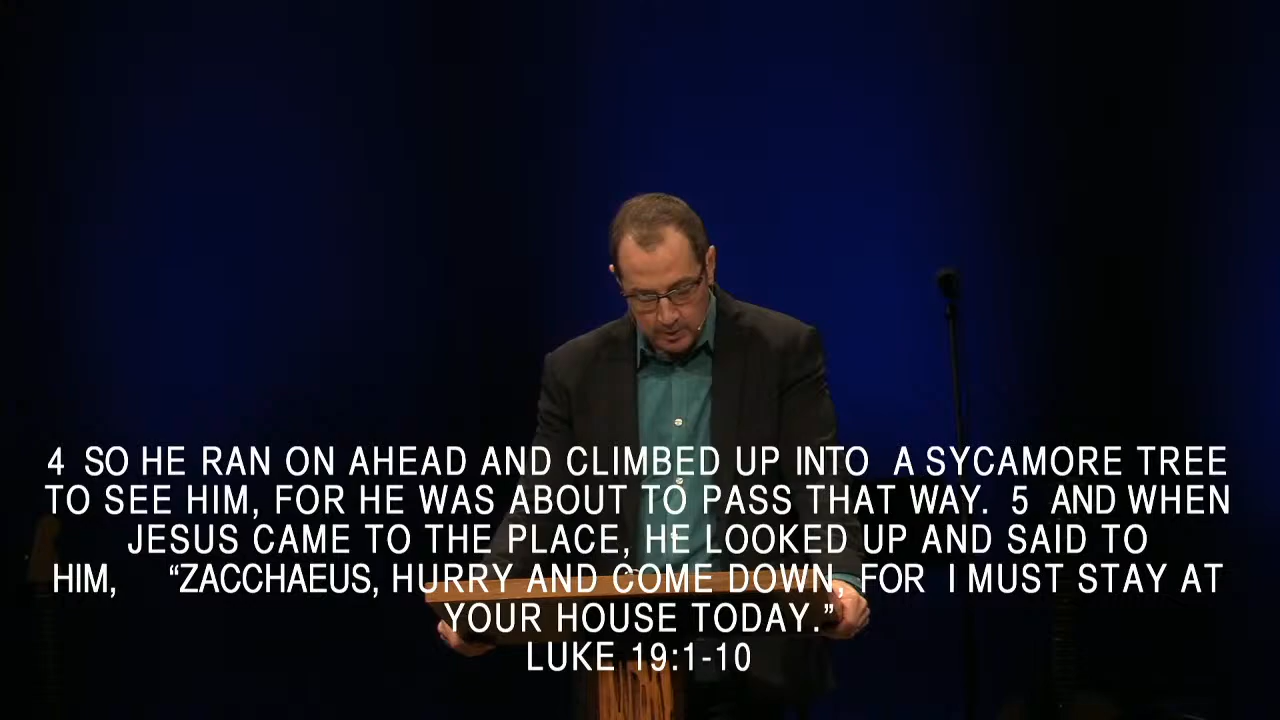 4 SO HE RAN ON AHEAD AND CLIMBED UP INTO A SYCAMORE TREE
TO SEE HIM, FOR HE WAS ABOUT TO PASS THAT WAY. 5 AND WHEN
JESUS CAME TO THE PLACE, HE LOOKED UP AND SAID TO
HIM, “ZACCHAEUS, HURRY AND COME DOWN, FOR I MUST STAY AT
YOUR HOUSE TODAY.”
LUKE 19:1-10